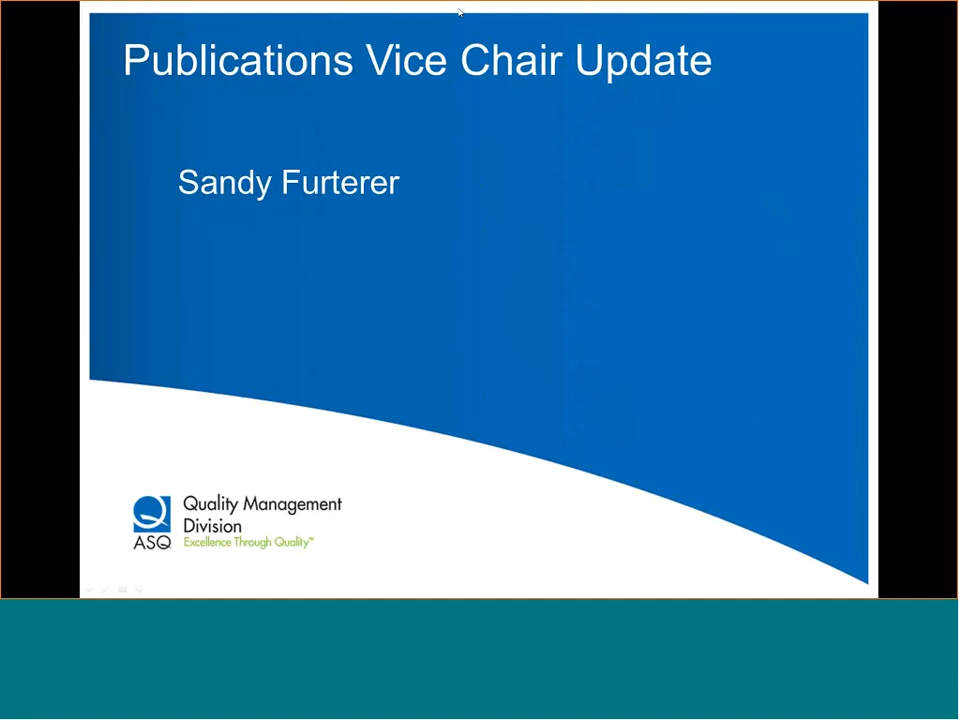 Publications Vice Chair Update
Sandy Furterer
Quality Management
Division
ASQ
Excellence Through Quality™